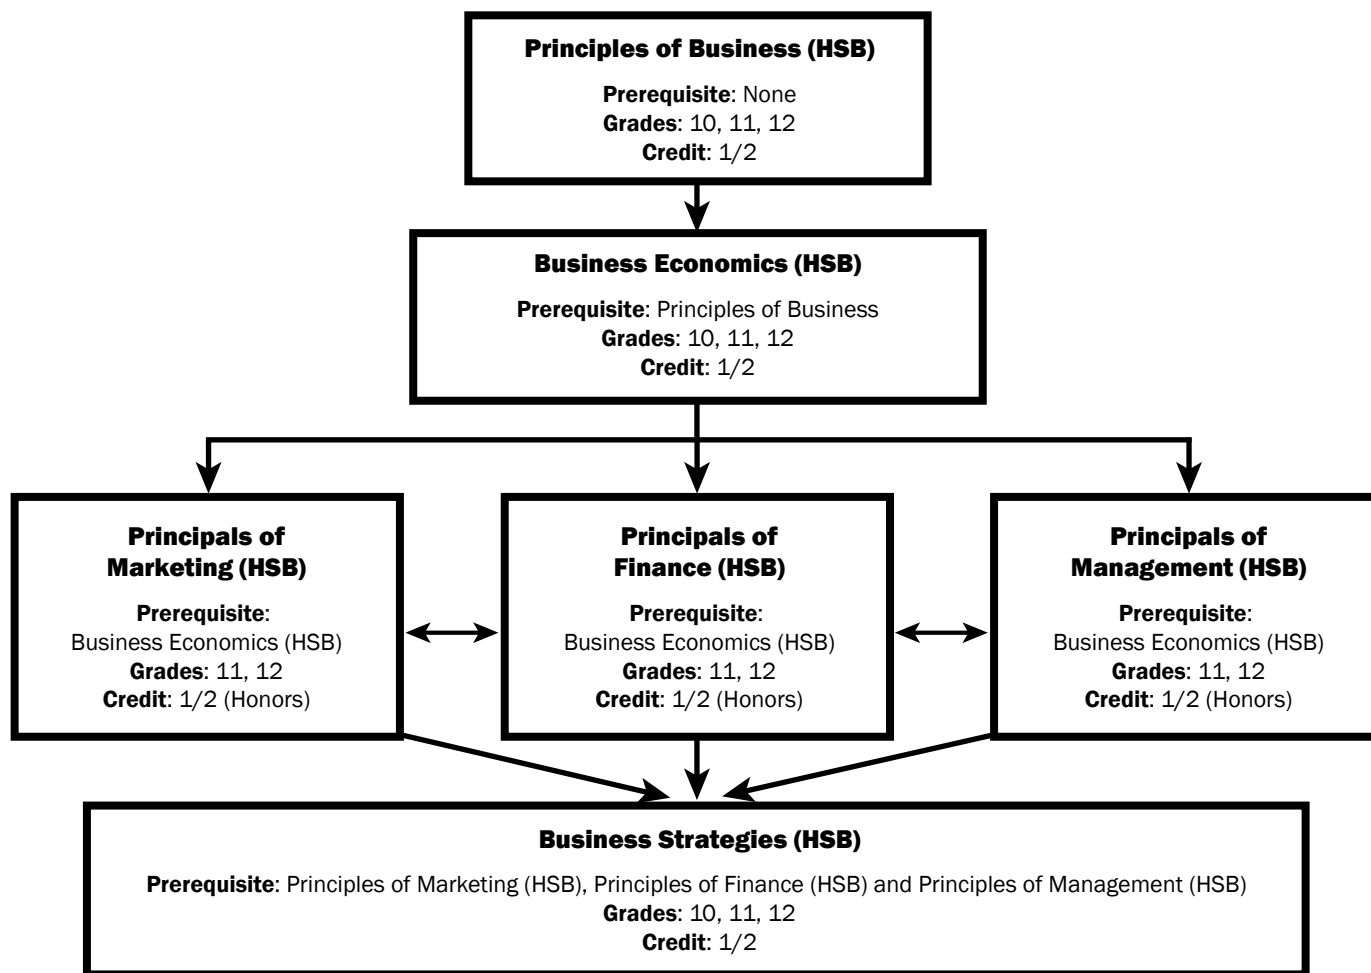 Principles of Business (HSB)
Prerequisite: None
Grades: 10, 11, 12
Credit: 1/2
Business Economics (HSB)
Prerequisite: Principles of Business
Grades: 10, 11, 12
Credit: 1/2
Principals of
Marketing (HSB)
Prerequisite:
Business Economics (HSB)
Grades: 11, 12
Credit: 1/2 (Honors)
Principals of
Finance (HSB)
Prerequisite:
Business Economics (HSB)
Grades: 11, 12
Credit: 1/2 (Honors)
Principals of
Management (HSB)
Prerequisite:
Business Economics (HSB)
Grades: 11, 12
Credit: 1/2 (Honors)
Business Strategies (HSB)
Prerequisite: Principles of Marketing (HSB), Principles of Finance (HSB) and Principles of Management (HSB)
Grades: 10, 11, 12
Credit: 1/2